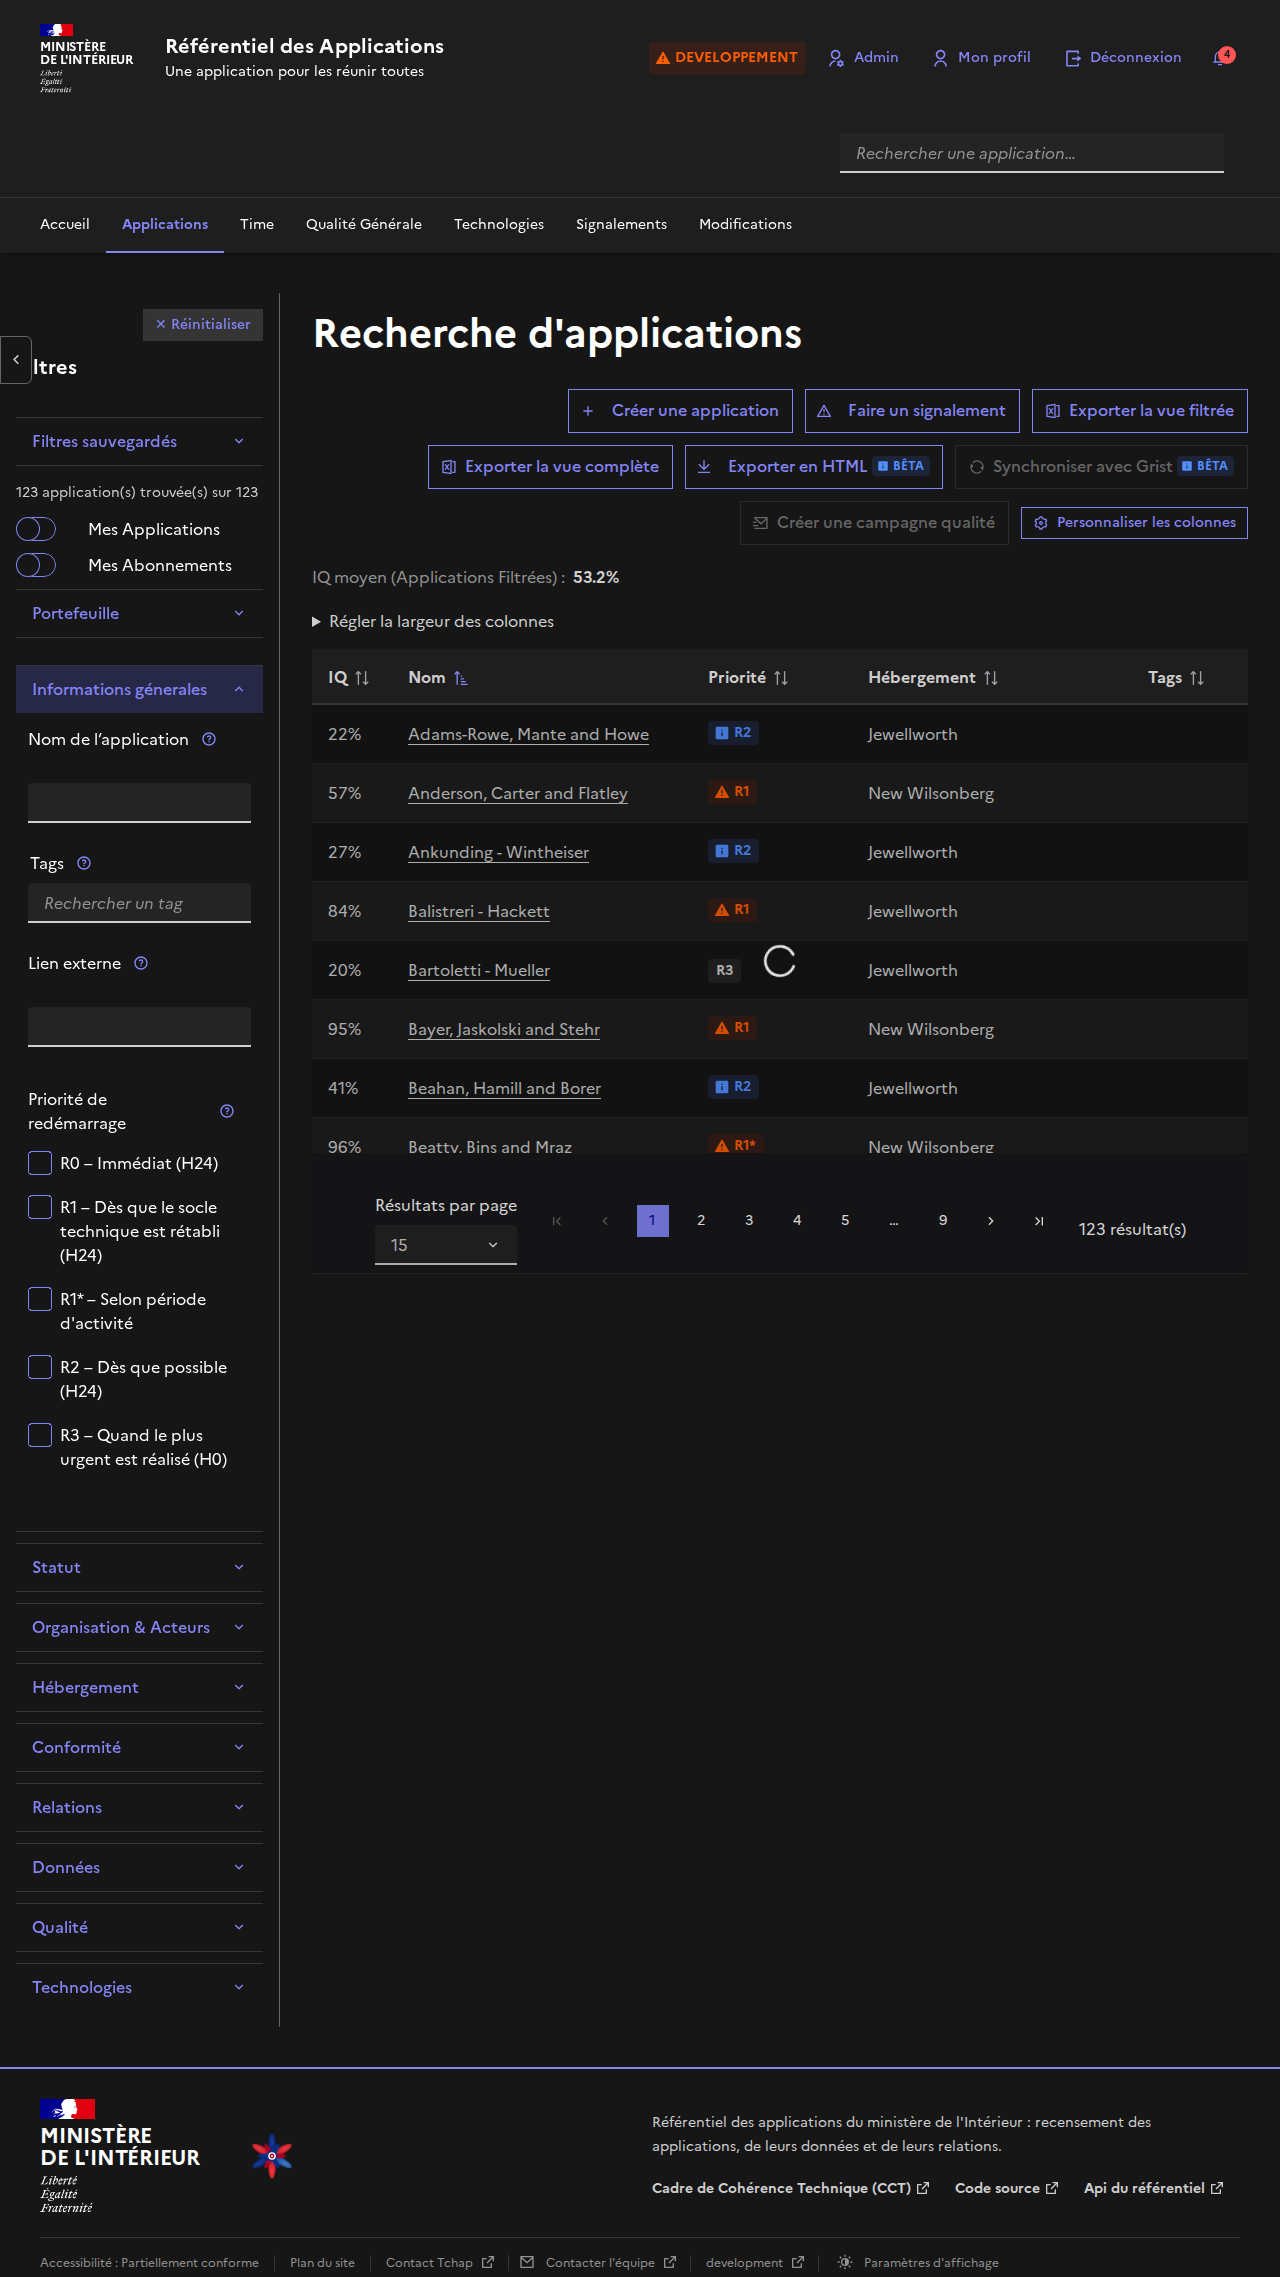 MINISTÈRE
DE L'INTÉRIEUR
Liberté
Égalité
Fraternité
Référentiel des Applications
Une application pour les réunir toutes
DEVELOPPEMENT
Admin
Mon profil
Déconnexion
4
Rechercher une application…
Accueil
Applications
Time
Qualité Générale
Technologies
Signalements
Modifications
Réinitialiser
ltres
Filtres sauvegardés
123 application(s) trouvée(s) sur 123
Mes Applications
Mes Abonnements
Portefeuille
Informations génerales
Nom de l’application
Tags
Rechercher un tag
Lien externe
Priorité de
redémarrage
R0 – Immédiat (H24)
R1 – Dès que le socle
technique est rétabli
(H24)
R1* – Selon période
d'activité
R2 – Dès que possible
(H24)
R3 – Quand le plus
urgent est réalisé (H0)
Statut
Organisation & Acteurs
Hébergement
Conformité
Relations
Données
Qualité
Technologies
Recherche d'applications
Créer une application
Faire un signalement
Exporter la vue filtrée
Exporter la vue complète
Exporter en HTML BÊTA
Synchroniser avec Grist BÊTA
Créer une campagne qualité
Personnaliser les colonnes
IQ moyen (Applications Filtrées) : 53.2%
Régler la largeur des colonnes
IQ Nom Priorité Hébergement Tags
22% Adams-Rowe, Mante and Howe R2 Jewellworth
57% Anderson, Carter and Flatley R1 New Wilsonberg
27% Ankunding - Wintheiser R2 Jewellworth
84% Balistreri - Hackett R1 Jewellworth
20% Bartoletti - Mueller R3 Jewellworth
95% Bayer, Jaskolski and Stehr R1 New Wilsonberg
41% Beahan, Hamill and Borer R2 Jewellworth
96% Beatty, Bins and Mraz R1* New Wilsonberg
Résultats par page
15
1 2 3 4 5 … 9
123 résultat(s)
MINISTÈRE
DE L'INTÉRIEUR
Liberté
Égalité
Fraternité
Référentiel des applications du ministère de l'Intérieur : recensement des
applications, de leurs données et de leurs relations.
Cadre de Cohérence Technique (CCT)
Code source
Api du référentiel
Accessibilité : Partiellement conforme
Plan du site
Contact Tchap
Contacter l'équipe
development
Paramètres d'affichage